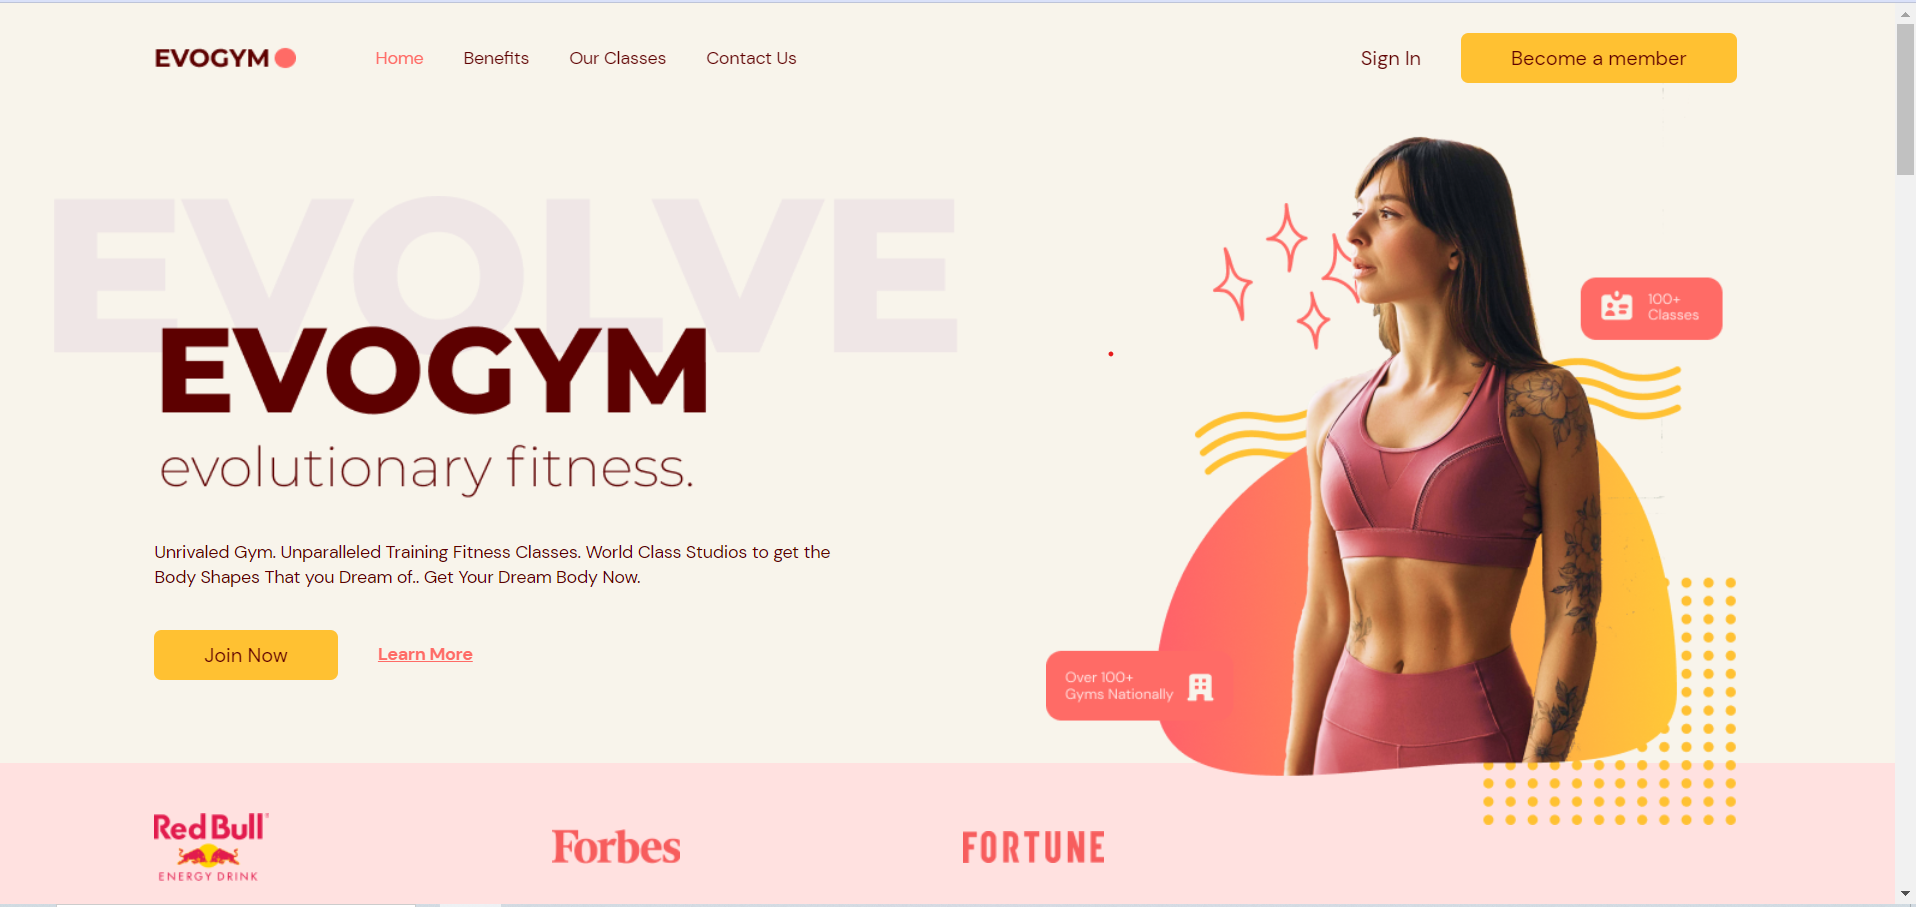 EVOGYM
Home
Benefits
Our Classes
Contact Us
Sign In
Become a member
EVOLVE
EVOGYM
evolutionary fitness.
Unrivaled Gym. Unparalleled Training Fitness Classes. World Class Studios to get the
Body Shapes That you Dream of.. Get Your Dream Body Now.
Join Now
Learn More
100+
Classes
Over 100+
Gyms Nationally
Red Bull
ENERGY DRINK
Forbes
FORTUNE